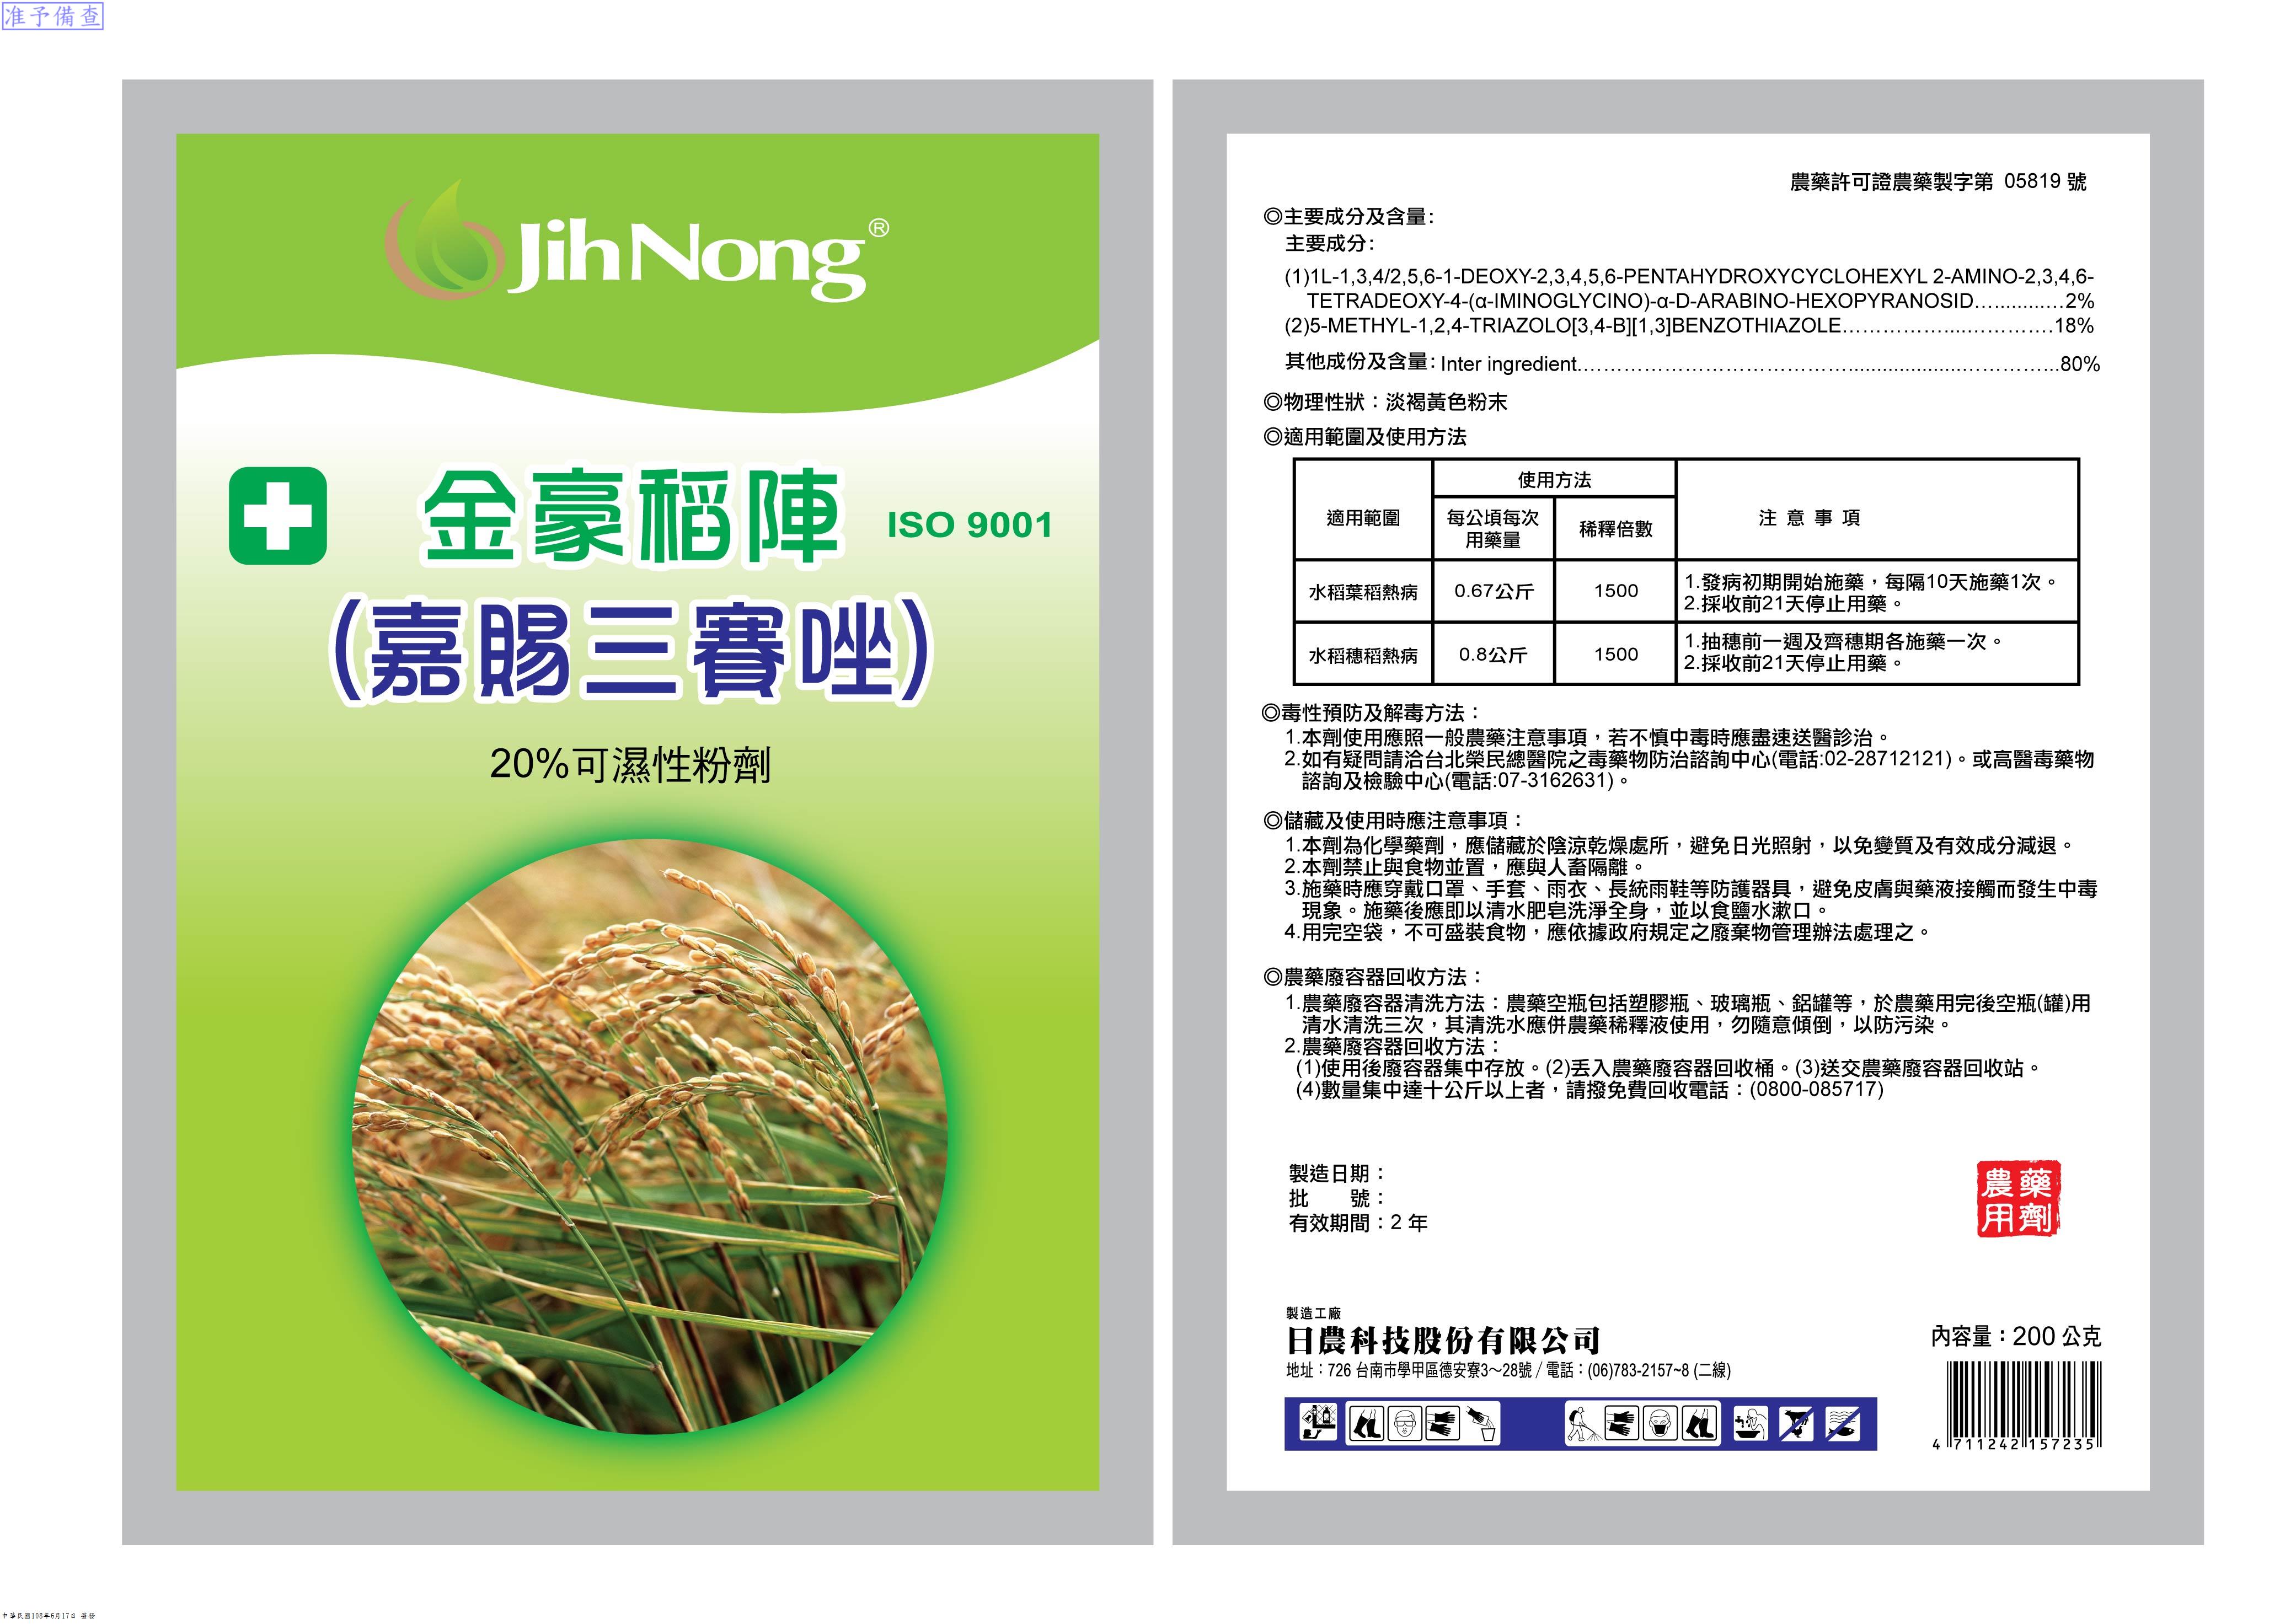 准予備查
JihNong®
金豪稻陣
ISO 9001
(嘉賜三賽唑)
20%可濕性粉劑
農藥許可證農藥製字第 05819 號
◎主要成分及含量:
主要成分:
(1)1L-1,3,4/2,5,6-1-DEOXY-2,3,4,5,6-PENTAHYDROXYCYCLOHEXYL 2-AMINO-2,3,4,6-
TETRADEOXY-4-(α-IMINOGLYCINO)-α-D-ARABINO-HEXOPYRANOSID..............2%
(2)5-METHYL-1,2,4-TRIAZOLO[3,4-B][1,3]BENZOTHIAZOLE................................18%
其他成份及含量: Inter ingredient........................................................................80%
◎物理性狀：淡褐黃色粉末
◎適用範圍及使用方法
適用範圍
使用方法
每公頃每次
用藥量
稀釋倍數
注 意 事 項
水稻葉稻熱病
0.67公斤
1500
1.發病初期開始施藥，每隔10天施藥1次。
2.採收前21天停止用藥。
水稻穗稻熱病
0.8公斤
1500
1.抽穗前一週及齊穗期各施藥一次。
2.採收前21天停止用藥。
◎毒性預防及解毒方法：
1.本劑使用應照一般農藥注意事項，若不慎中毒時應盡速送醫診治。
2.如有疑問請洽台北榮民總醫院之毒藥物防治諮詢中心(電話:02-28712121)。或高醫毒藥物
諮詢及檢驗中心(電話:07-3162631)。
◎儲藏及使用時應注意事項：
1.本劑為化學藥劑，應儲藏於陰涼乾燥處所，避免日光照射，以免變質及有效成分減退。
2.本劑禁止與食物並置，應與人畜隔離。
3.施藥時應穿戴口罩、手套、雨衣、長統雨鞋等防護器具，避免皮膚與藥液接觸而發生中毒
現象。施藥後應即以清水肥皂洗淨全身，並以食鹽水漱口。
4.用完空袋，不可盛裝食物，應依據政府規定之廢棄物管理辦法處理之。
◎農藥廢容器回收方法：
1.農藥廢容器清洗方法：農藥空瓶包括塑膠瓶、玻璃瓶、鋁罐等，於農藥用完後空瓶(罐)用
清水清洗三次，其清洗水應併農藥稀釋液使用，勿隨意傾倒，以防污染。
2.農藥廢容器回收方法：
(1)使用後廢容器集中存放。(2)丟入農藥廢容器回收桶。(3)送交農藥廢容器回收站。
(4)數量集中達十公斤以上者，請撥免費回收電話：(0800-085717)
製造日期：
批　　號：
有效期間：2 年
農藥
用劑
製造工廠
日農科技股份有限公司
地址：726 台南市學甲區德安寮3～28號 / 電話：(06)783-2157~8 (二線)
內容量：200 公克
4 711242 157235
中華民國108年6月17日 簽發